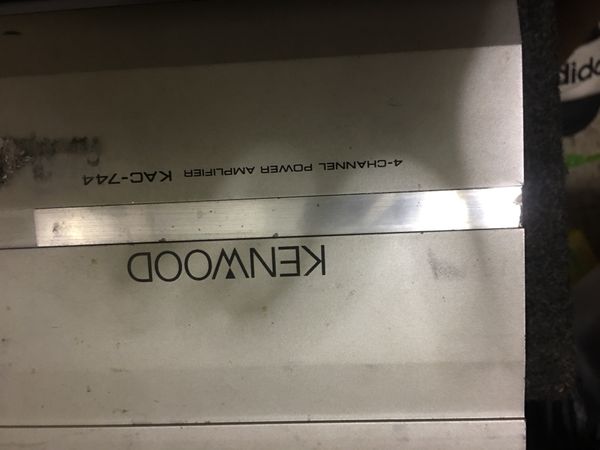 KENWOOD
4-CHANNEL POWER AMPLIFIER KAC-744